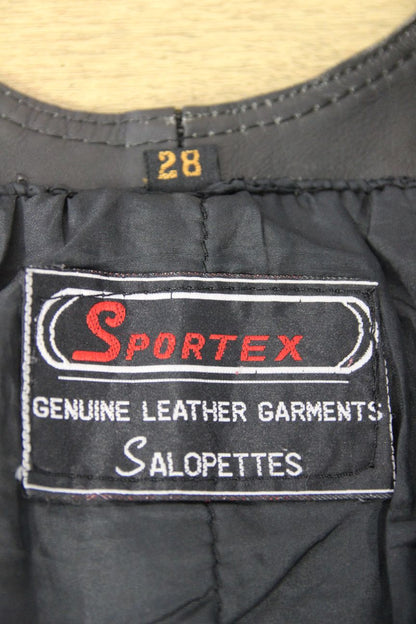 28
SPORTEX
GENUINE LEATHER GARMENTS
SALOPETTES